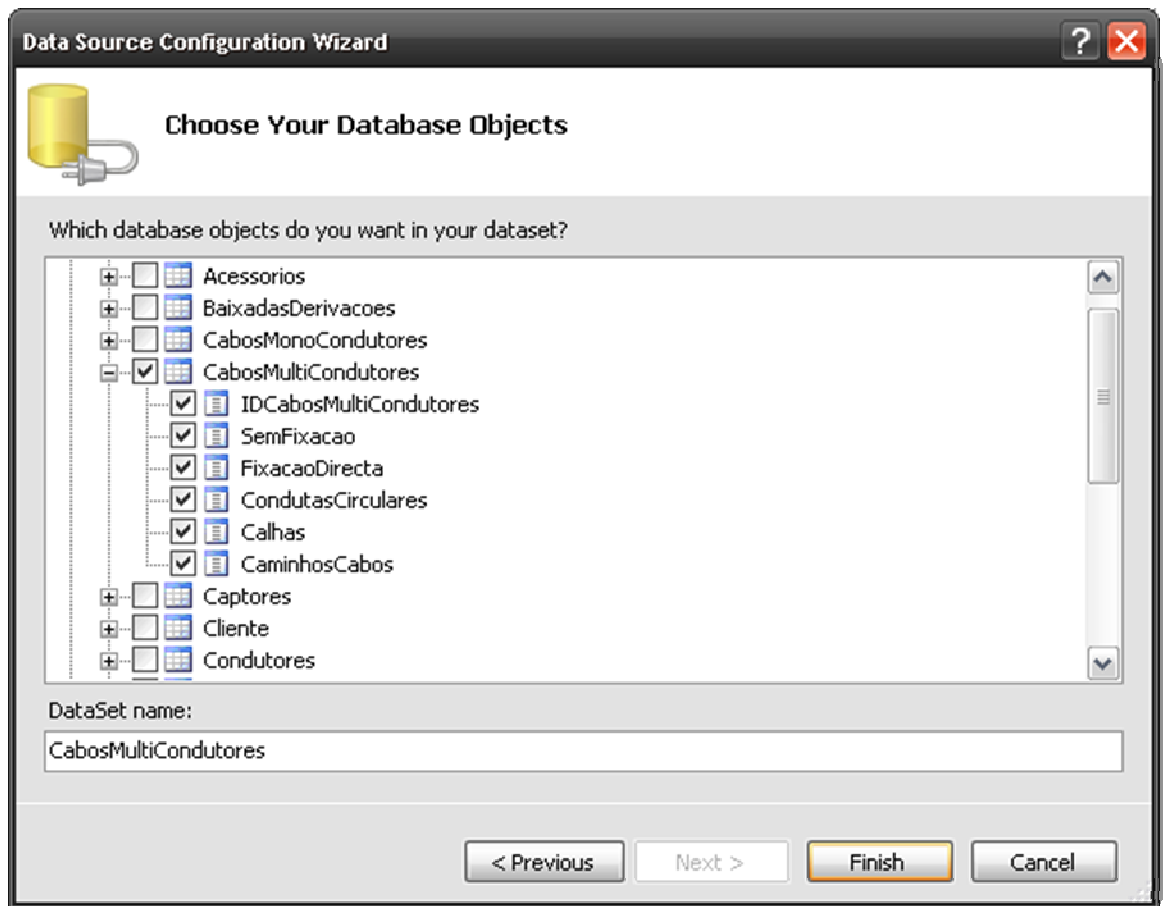 Data Source Configuration Wizard
Choose Your Database Objects
Which database objects do you want in your dataset?
Acessorios
BaixadasDerivacoes
CabosMonoCondutores
CabosMultiCondutores
IDCabosMultiCondutores
SemFixacao
FixacaoDirecta
CondutasCirculares
Calhas
CaminhosCabos
Captores
Cliente
Condutores
DataSet name:
CabosMultiCondutores
< Previous Next > Finish Cancel